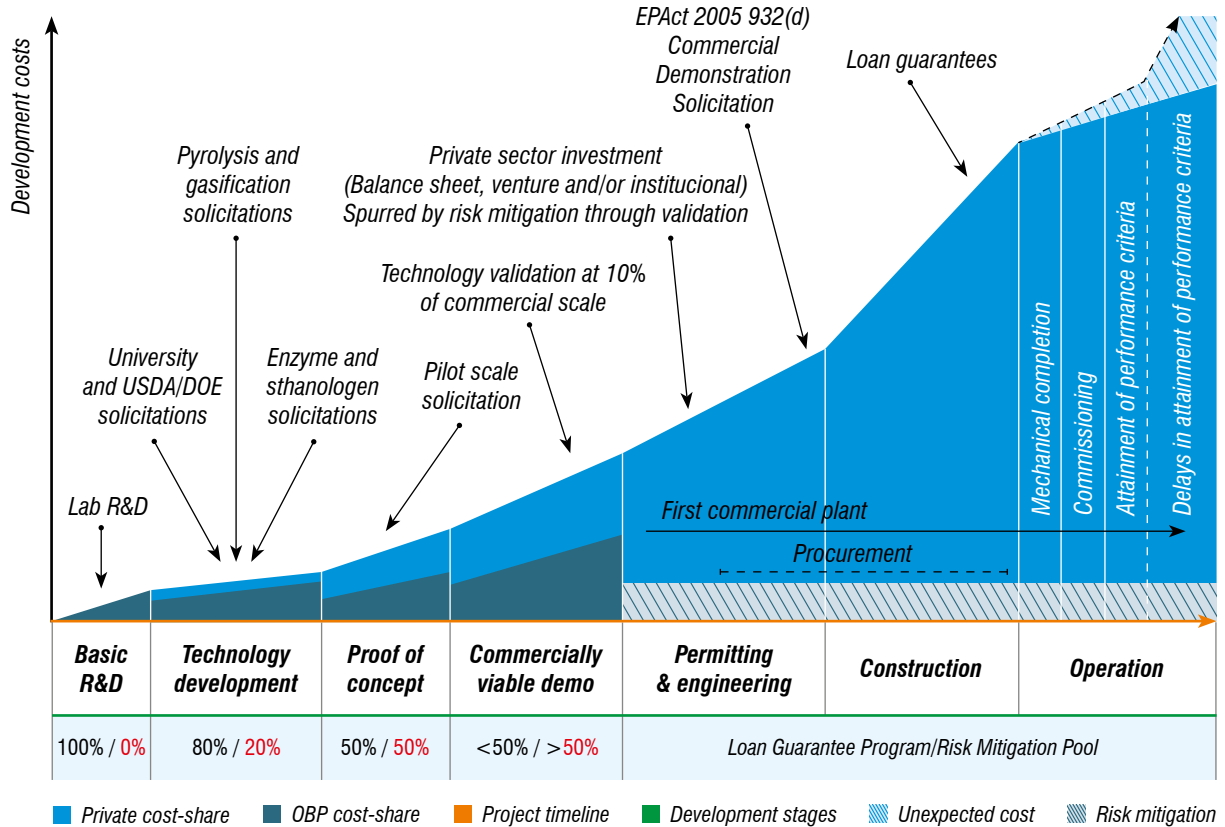 Development costs
EPAct 2005 932(d)
Commercial
Demonstration
Solicitation
Loan guarantees
Pyrolysis and
gasification
solicitations
Private sector investment
(Balance sheet, venture and/or institucional)
Spurred by risk mitigation through validation
Technology validation at 10%
of commercial scale
University
and USDA/DOE
solicitations
Enzyme and
sthanologen
solicitations
Pilot scale
solicitation
Lab R&D
First commercial plant
Procurement
Mechanical completion
Commissioning
Attainment of performance criteria
Delays in attainment of performance criteria
Basic
R&D
Technology
development
Proof of
concept
Commercially
viable demo
Permitting
& engineering
Construction
Operation
100% / 0%
80% / 20%
50% / 50%
<50% / >50%
Loan Guarantee Program/Risk Mitigation Pool
Private cost-share
OBP cost-share
Project timeline
Development stages
Unexpected cost
Risk mitigation